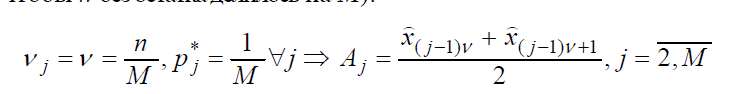 чтобы n без остатка делилось на M).
ν_j = ν = n/M, p_j^* = 1/M ∀j ⇒ A_j = (x̂_{(j−1)ν} + x̂_{(j−1)ν+1})/2, j = \overline{2, M}